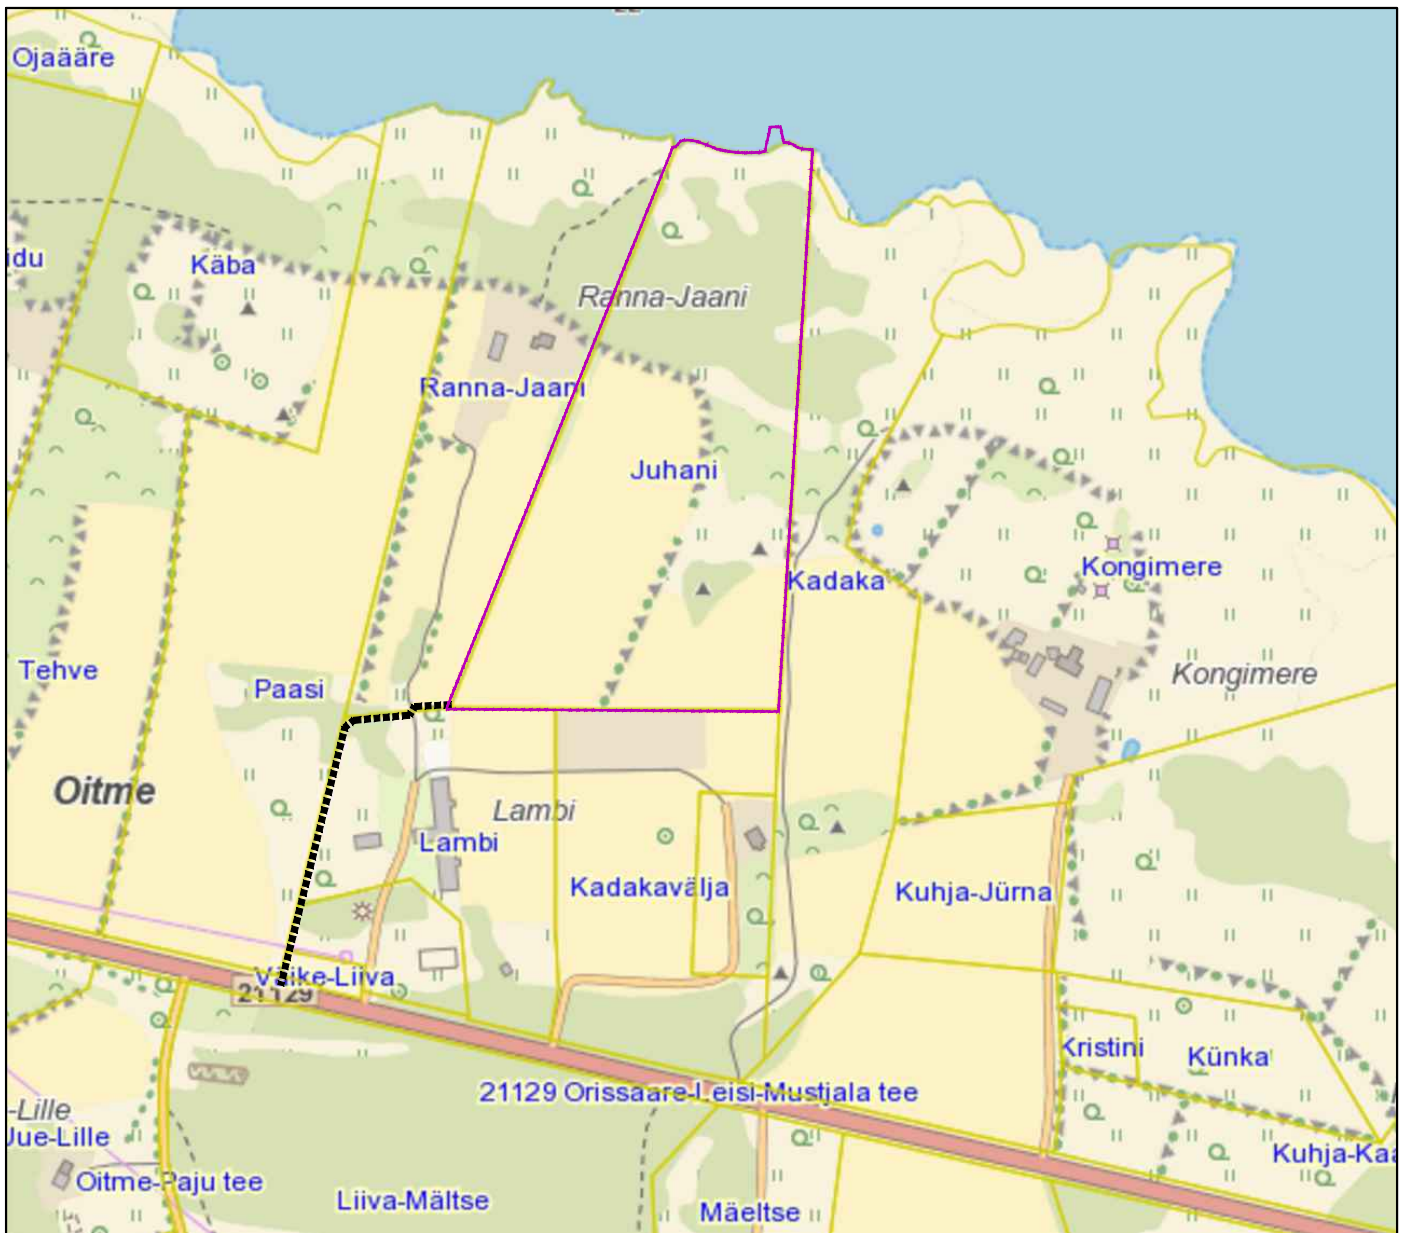 Ojaääre
idu
Käba
Ranna-Jaani
Ranna-Jaani
Juhani
Kadaka
Kongimere
Kongimere
Tehve
Paasi
Oitme
Lambi
Lambi
Kadakavälja
Kuhja-Jürna
Väike-Liiva
21129
Kristini
Künka
21129 Orissaare-Leisi-Mustjala tee
-Lille
Uue-Lille
Kuhja-Kaa
Oitme-Paju tee
Liiva-Mältse
Mäeltse